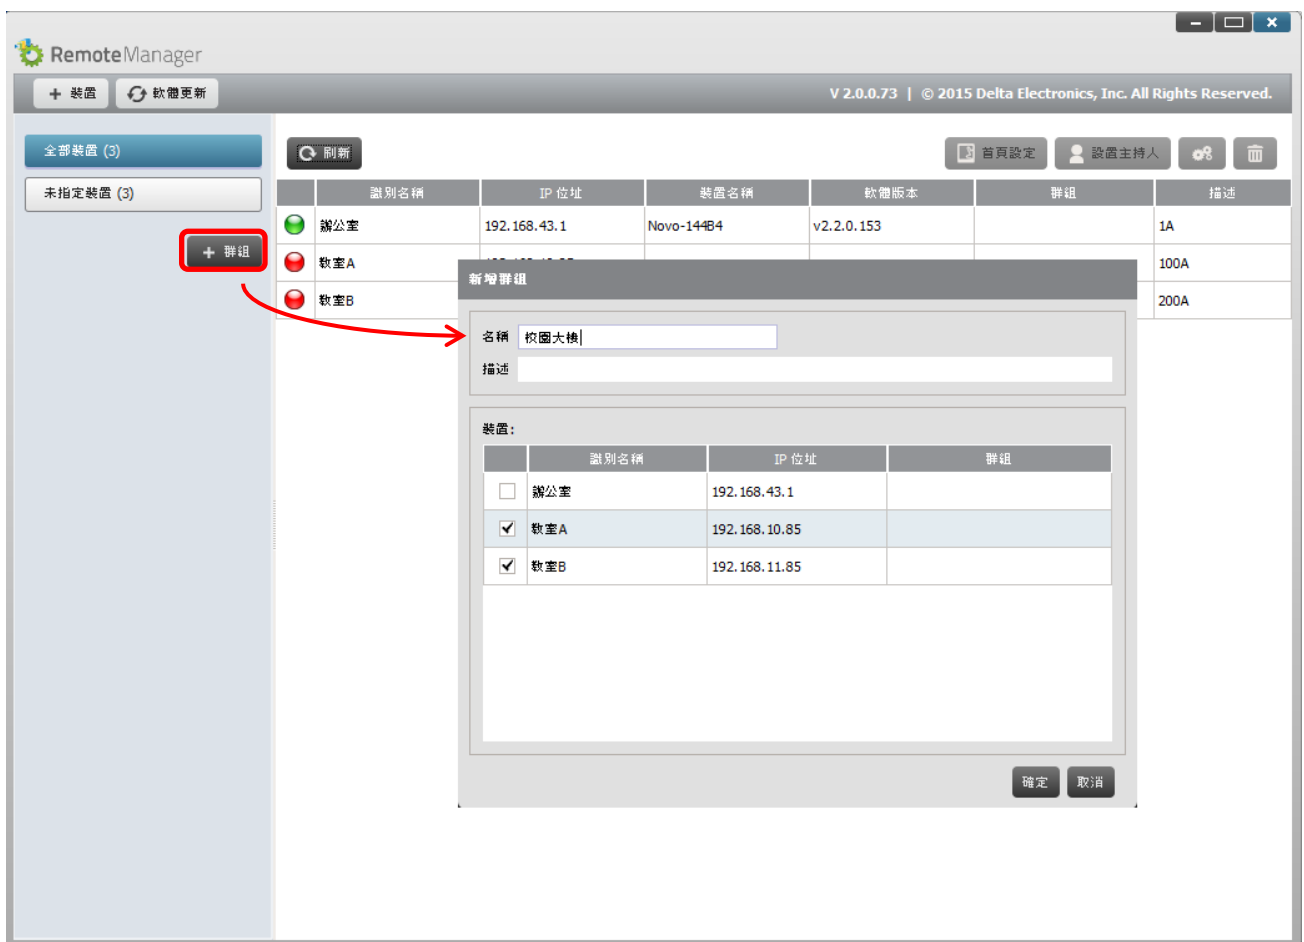 RemoteManager
+ 裝置 軟體更新 V 2.0.0.73 | © 2015 Delta Electronics, Inc. All Rights Reserved.
全部裝置 (3)
刷新 首頁設定 設置主持人
未指定裝置 (3)
識別名稱 IP 位址 裝置名稱 軟體版本 群組 描述
辦公室 192.168.43.1 Novo-144B4 v2.2.0.153 1A
+ 群組
教室A 100A
教室B 200A
新增群組
名稱 校園大樓
描述
裝置:
識別名稱 IP 位址 群組
辦公室 192.168.43.1
教室A 192.168.10.85
教室B 192.168.11.85
確定 取消